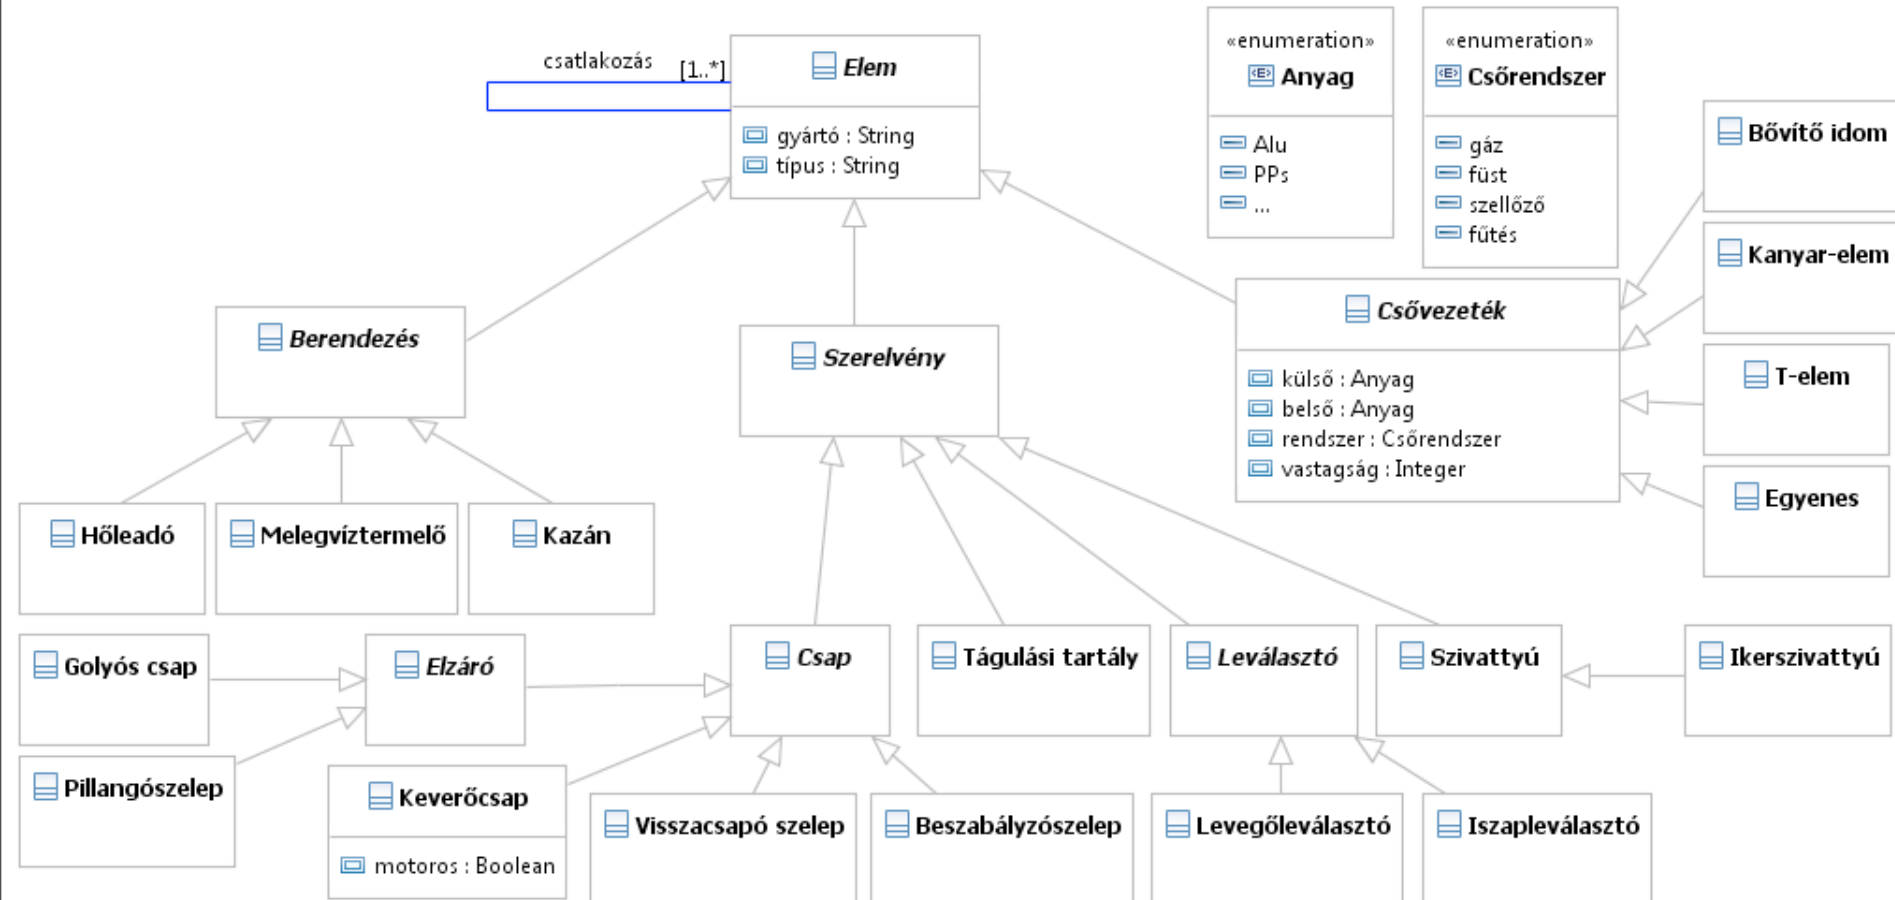 csatlakozás
[1..*]
Elem
gyártó : String
típus : String
«enumeration»
Anyag
Alu
PPs
...
«enumeration»
Csőrendszer
gáz
füst
szellőző
fűtés
Bővítő idom
Kanyar-elem
T-elem
Egyenes
Berendezés
Szerelvény
Csővezeték
külső : Anyag
belső : Anyag
rendszer : Csőrendszer
vastagság : Integer
Hőleadó
Melegvíztermelő
Kazán
Golyós csap
Elzáró
Csap
Tágulási tartály
Leválasztó
Szivattyú
Ikerszivattyú
Pillangószelep
Keverőcsap
motoros : Boolean
Visszacsapó szelep
Beszabályzószelep
Levegőleválasztó
Iszapleválasztó